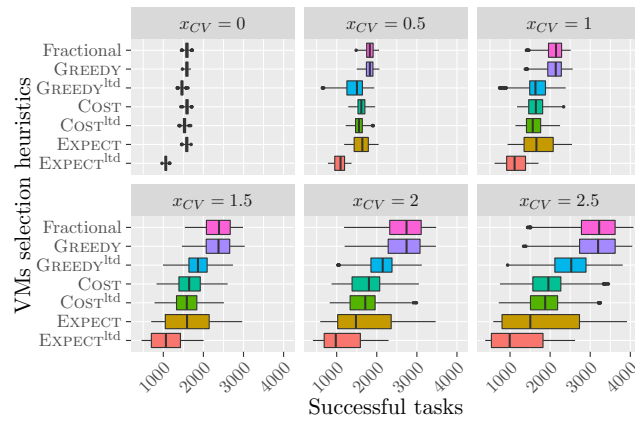 x_CV = 0
x_CV = 0.5
x_CV = 1
Fractional
GREEDY
GREEDY^ltd
COST
COST^ltd
EXPECT
EXPECT^ltd
VMs selection heuristics
x_CV = 1.5
x_CV = 2
x_CV = 2.5
Fractional
GREEDY
GREEDY^ltd
COST
COST^ltd
EXPECT
EXPECT^ltd
1000 2000 3000 4000
1000 2000 3000 4000
1000 2000 3000 4000
Successful tasks